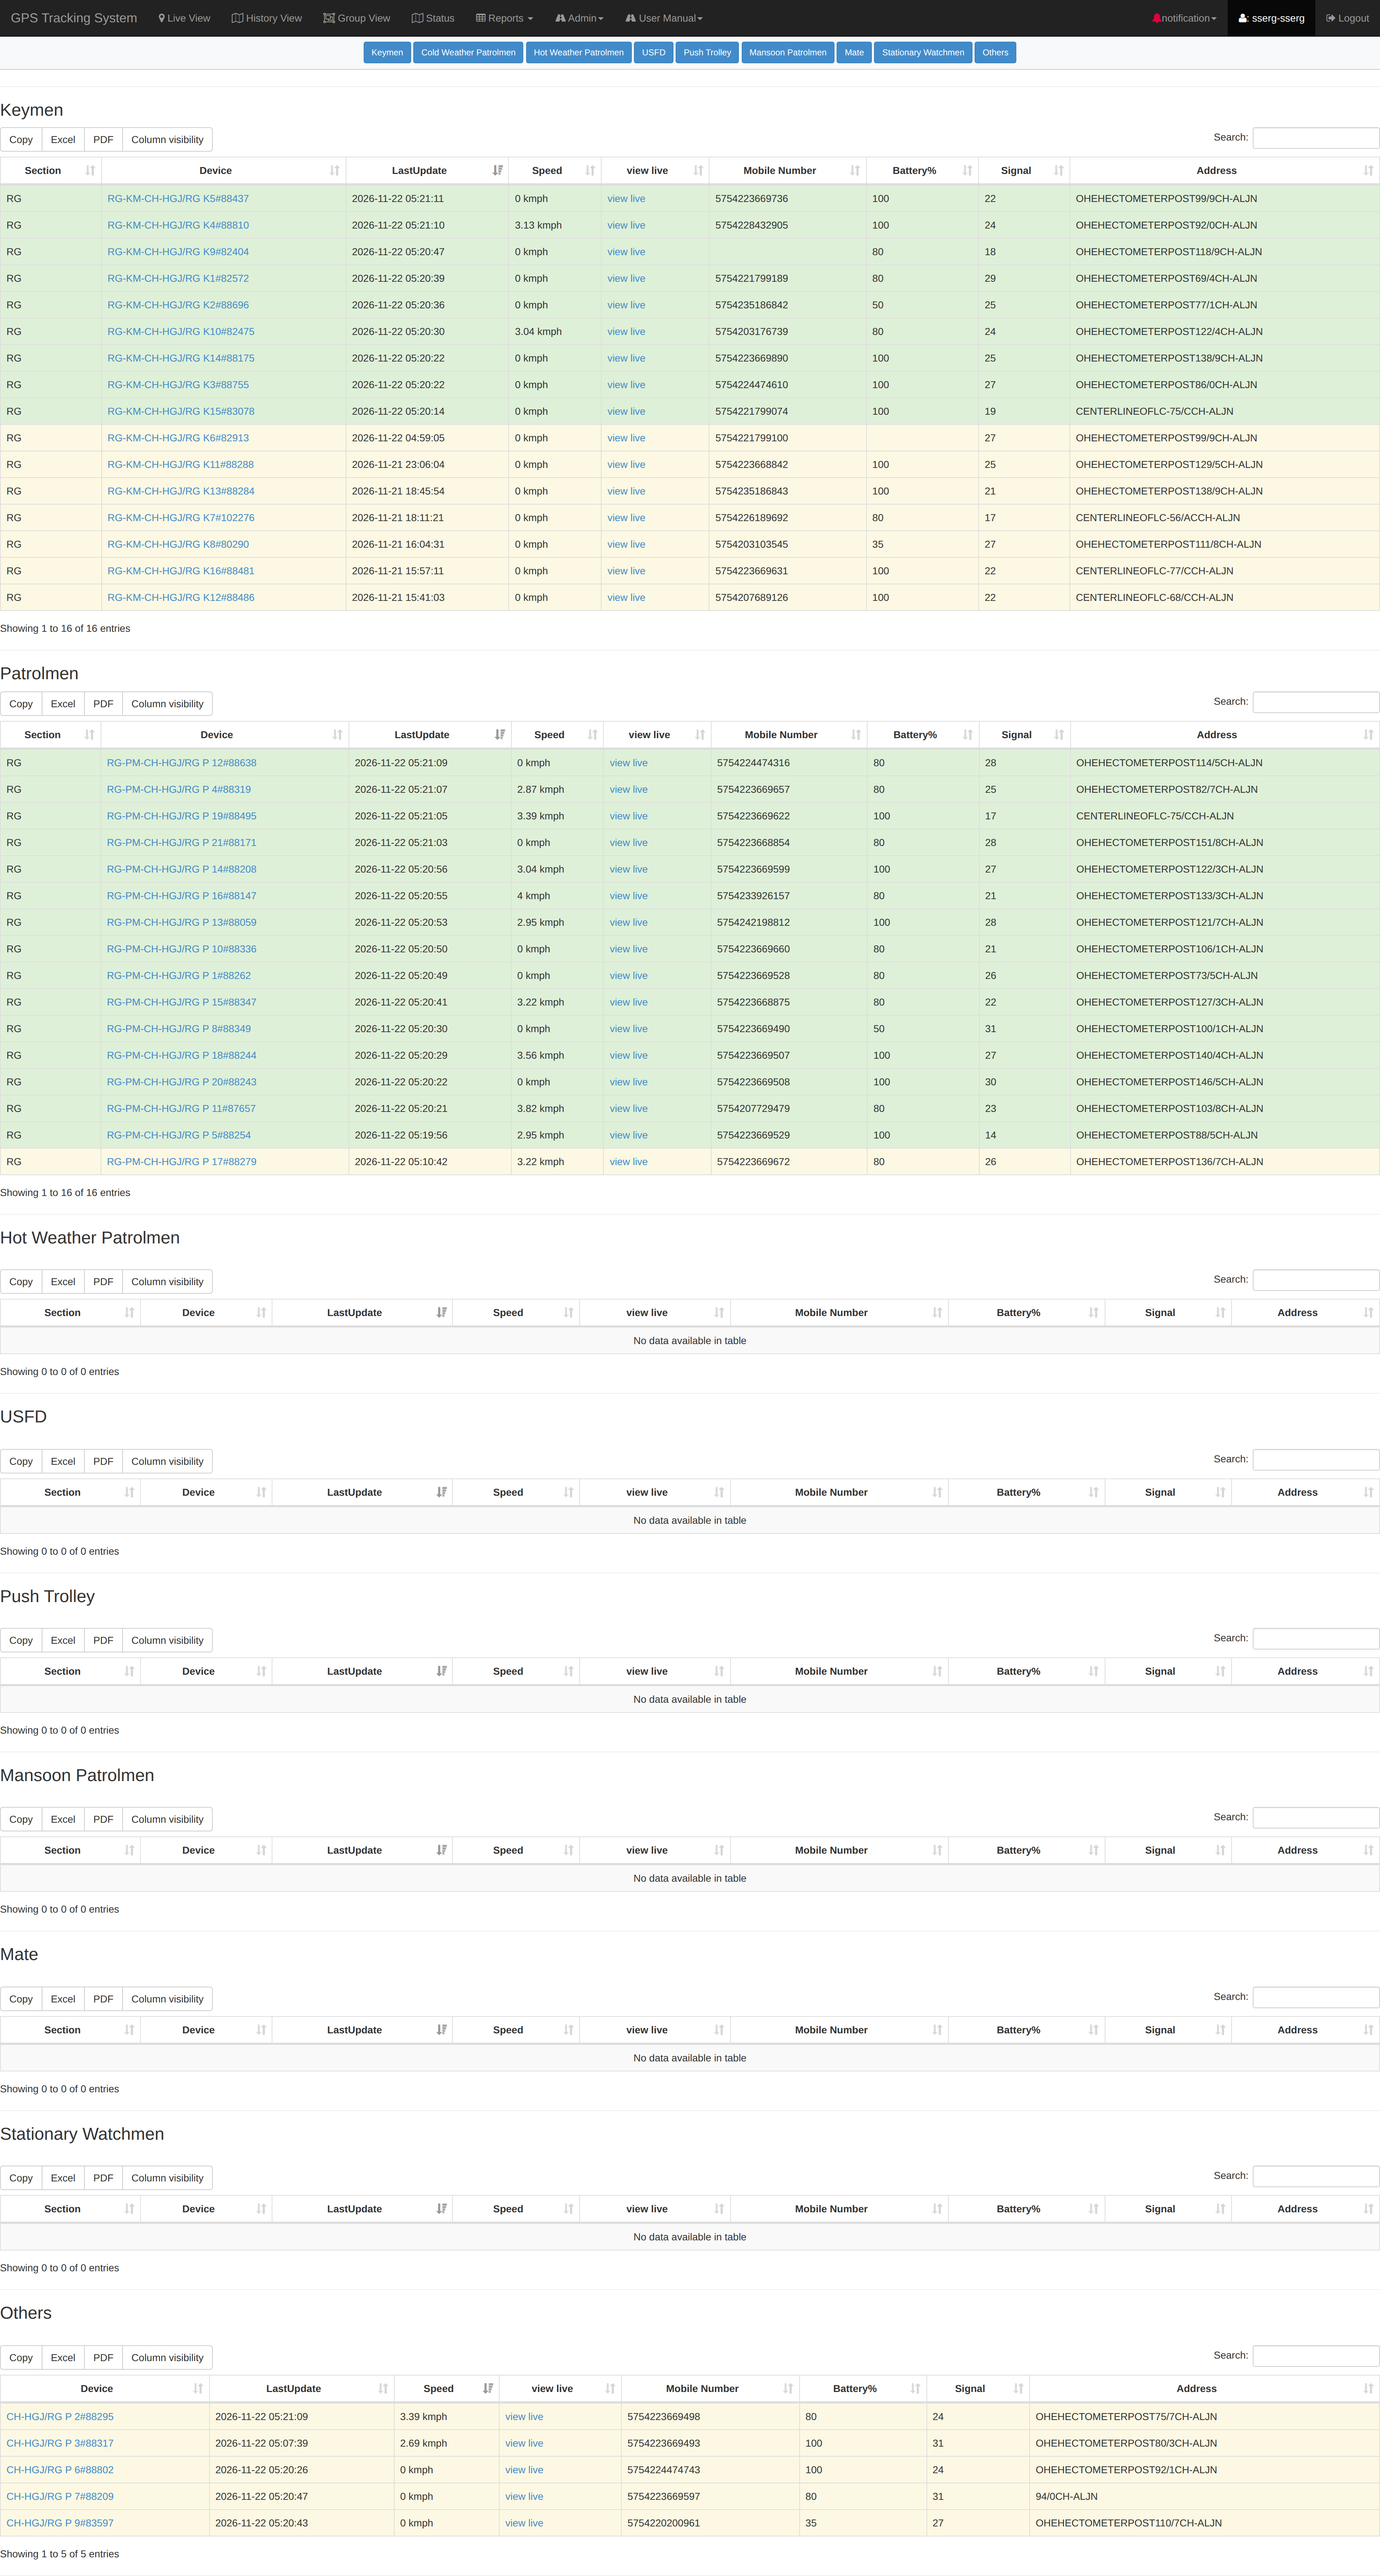 GPS Tracking System Live View History View Group View Status Reports Admin User Manual notification : sserg-sserg Logout
Keymen Cold Weather Patrolmen Hot Weather Patrolmen USFD Push Trolley Mansoon Patrolmen Mate Stationary Watchmen Others
Keymen
Copy Excel PDF Column visibility Search:
Section Device LastUpdate Speed view live Mobile Number Battery% Signal Address
RG RG-KM-CH-HGJ/RG K5#88437 2026-11-22 05:21:11 0 kmph view live 5754223669736 100 22 OHEHECTOMETERPOST99/9CH-ALJN
RG RG-KM-CH-HGJ/RG K4#88810 2026-11-22 05:21:10 3.13 kmph view live 5754228432905 100 24 OHEHECTOMETERPOST92/0CH-ALJN
RG RG-KM-CH-HGJ/RG K9#82404 2026-11-22 05:20:47 0 kmph view live 80 18 OHEHECTOMETERPOST118/9CH-ALJN
RG RG-KM-CH-HGJ/RG K1#82572 2026-11-22 05:20:39 0 kmph view live 5754221799189 80 29 OHEHECTOMETERPOST69/4CH-ALJN
RG RG-KM-CH-HGJ/RG K2#88696 2026-11-22 05:20:36 0 kmph view live 5754235186842 50 25 OHEHECTOMETERPOST77/1CH-ALJN
RG RG-KM-CH-HGJ/RG K10#82475 2026-11-22 05:20:30 3.04 kmph view live 5754203176739 80 24 OHEHECTOMETERPOST122/4CH-ALJN
RG RG-KM-CH-HGJ/RG K14#88175 2026-11-22 05:20:22 0 kmph view live 5754223669890 100 25 OHEHECTOMETERPOST138/9CH-ALJN
RG RG-KM-CH-HGJ/RG K3#88755 2026-11-22 05:20:22 0 kmph view live 5754224474610 100 27 OHEHECTOMETERPOST86/0CH-ALJN
RG RG-KM-CH-HGJ/RG K15#83078 2026-11-22 05:20:14 0 kmph view live 5754221799074 100 19 CENTERLINEOFLC-75/CCH-ALJN
RG RG-KM-CH-HGJ/RG K6#82913 2026-11-22 04:59:05 0 kmph view live 5754221799100 27 OHEHECTOMETERPOST99/9CH-ALJN
RG RG-KM-CH-HGJ/RG K11#88288 2026-11-21 23:06:04 0 kmph view live 5754223668842 100 25 OHEHECTOMETERPOST129/5CH-ALJN
RG RG-KM-CH-HGJ/RG K13#88284 2026-11-21 18:45:54 0 kmph view live 5754235186843 100 21 OHEHECTOMETERPOST138/9CH-ALJN
RG RG-KM-CH-HGJ/RG K7#102276 2026-11-21 18:11:21 0 kmph view live 5754226189692 80 17 CENTERLINEOFLC-56/ACCH-ALJN
RG RG-KM-CH-HGJ/RG K8#80290 2026-11-21 16:04:31 0 kmph view live 5754203103545 35 27 OHEHECTOMETERPOST111/8CH-ALJN
RG RG-KM-CH-HGJ/RG K16#88481 2026-11-21 15:57:11 0 kmph view live 5754223669631 100 22 CENTERLINEOFLC-77/CCH-ALJN
RG RG-KM-CH-HGJ/RG K12#88486 2026-11-21 15:41:03 0 kmph view live 5754207689126 100 22 CENTERLINEOFLC-68/CCH-ALJN
Showing 1 to 16 of 16 entries
Patrolmen
Copy Excel PDF Column visibility Search:
Section Device LastUpdate Speed view live Mobile Number Battery% Signal Address
RG RG-PM-CH-HGJ/RG P 12#88638 2026-11-22 05:21:09 0 kmph view live 5754224474316 80 28 OHEHECTOMETERPOST114/5CH-ALJN
RG RG-PM-CH-HGJ/RG P 4#88319 2026-11-22 05:21:07 2.87 kmph view live 5754223669657 80 25 OHEHECTOMETERPOST82/7CH-ALJN
RG RG-PM-CH-HGJ/RG P 19#88495 2026-11-22 05:21:05 3.39 kmph view live 5754223669622 100 17 CENTERLINEOFLC-75/CCH-ALJN
RG RG-PM-CH-HGJ/RG P 21#88171 2026-11-22 05:21:03 0 kmph view live 5754223668854 80 28 OHEHECTOMETERPOST151/8CH-ALJN
RG RG-PM-CH-HGJ/RG P 14#88208 2026-11-22 05:20:56 3.04 kmph view live 5754223669599 100 27 OHEHECTOMETERPOST122/3CH-ALJN
RG RG-PM-CH-HGJ/RG P 16#88147 2026-11-22 05:20:55 4 kmph view live 5754233926157 80 21 OHEHECTOMETERPOST133/3CH-ALJN
RG RG-PM-CH-HGJ/RG P 13#88059 2026-11-22 05:20:53 2.95 kmph view live 5754242198812 100 28 OHEHECTOMETERPOST121/7CH-ALJN
RG RG-PM-CH-HGJ/RG P 10#88336 2026-11-22 05:20:50 0 kmph view live 5754223669660 80 21 OHEHECTOMETERPOST106/1CH-ALJN
RG RG-PM-CH-HGJ/RG P 1#88262 2026-11-22 05:20:49 0 kmph view live 5754223669528 80 26 OHEHECTOMETERPOST73/5CH-ALJN
RG RG-PM-CH-HGJ/RG P 15#88347 2026-11-22 05:20:41 3.22 kmph view live 5754223668875 80 22 OHEHECTOMETERPOST127/3CH-ALJN
RG RG-PM-CH-HGJ/RG P 8#88349 2026-11-22 05:20:30 0 kmph view live 5754223669490 50 31 OHEHECTOMETERPOST100/1CH-ALJN
RG RG-PM-CH-HGJ/RG P 18#88244 2026-11-22 05:20:29 3.56 kmph view live 5754223669507 100 27 OHEHECTOMETERPOST140/4CH-ALJN
RG RG-PM-CH-HGJ/RG P 20#88243 2026-11-22 05:20:22 0 kmph view live 5754223669508 100 30 OHEHECTOMETERPOST146/5CH-ALJN
RG RG-PM-CH-HGJ/RG P 11#87657 2026-11-22 05:20:21 3.82 kmph view live 5754207729479 80 23 OHEHECTOMETERPOST103/8CH-ALJN
RG RG-PM-CH-HGJ/RG P 5#88254 2026-11-22 05:19:56 2.95 kmph view live 5754223669529 100 14 OHEHECTOMETERPOST88/5CH-ALJN
RG RG-PM-CH-HGJ/RG P 17#88279 2026-11-22 05:10:42 3.22 kmph view live 5754223669672 80 26 OHEHECTOMETERPOST136/7CH-ALJN
Showing 1 to 16 of 16 entries
Hot Weather Patrolmen
Copy Excel PDF Column visibility Search:
Section Device LastUpdate Speed view live Mobile Number Battery% Signal Address
No data available in table
Showing 0 to 0 of 0 entries
USFD
Copy Excel PDF Column visibility Search:
Section Device LastUpdate Speed view live Mobile Number Battery% Signal Address
No data available in table
Showing 0 to 0 of 0 entries
Push Trolley
Copy Excel PDF Column visibility Search:
Section Device LastUpdate Speed view live Mobile Number Battery% Signal Address
No data available in table
Showing 0 to 0 of 0 entries
Mansoon Patrolmen
Copy Excel PDF Column visibility Search:
Section Device LastUpdate Speed view live Mobile Number Battery% Signal Address
No data available in table
Showing 0 to 0 of 0 entries
Mate
Copy Excel PDF Column visibility Search:
Section Device LastUpdate Speed view live Mobile Number Battery% Signal Address
No data available in table
Showing 0 to 0 of 0 entries
Stationary Watchmen
Copy Excel PDF Column visibility Search:
Section Device LastUpdate Speed view live Mobile Number Battery% Signal Address
No data available in table
Showing 0 to 0 of 0 entries
Others
Copy Excel PDF Column visibility Search:
Device LastUpdate Speed view live Mobile Number Battery% Signal Address
CH-HGJ/RG P 2#88295 2026-11-22 05:21:09 3.39 kmph view live 5754223669498 80 24 OHEHECTOMETERPOST75/7CH-ALJN
CH-HGJ/RG P 3#88317 2026-11-22 05:07:39 2.69 kmph view live 5754223669493 100 31 OHEHECTOMETERPOST80/3CH-ALJN
CH-HGJ/RG P 6#88802 2026-11-22 05:20:26 0 kmph view live 5754224474743 100 24 OHEHECTOMETERPOST92/1CH-ALJN
CH-HGJ/RG P 7#88209 2026-11-22 05:20:47 0 kmph view live 5754223669597 80 31 94/0CH-ALJN
CH-HGJ/RG P 9#83597 2026-11-22 05:20:43 0 kmph view live 5754220200961 35 27 OHEHECTOMETERPOST110/7CH-ALJN
Showing 1 to 5 of 5 entries